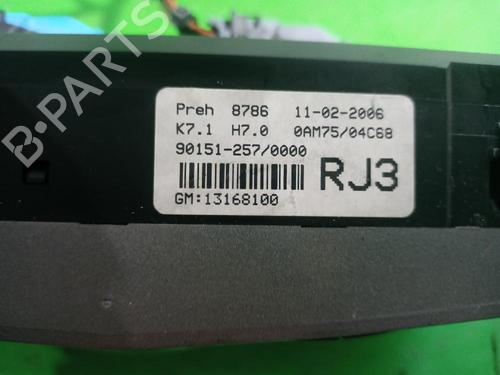 Preh 8786 11-02-2006
K7.1 H7.0 0AM75/04C68
90151-257/0000
RJ3
GM:13168100
B-PARTS